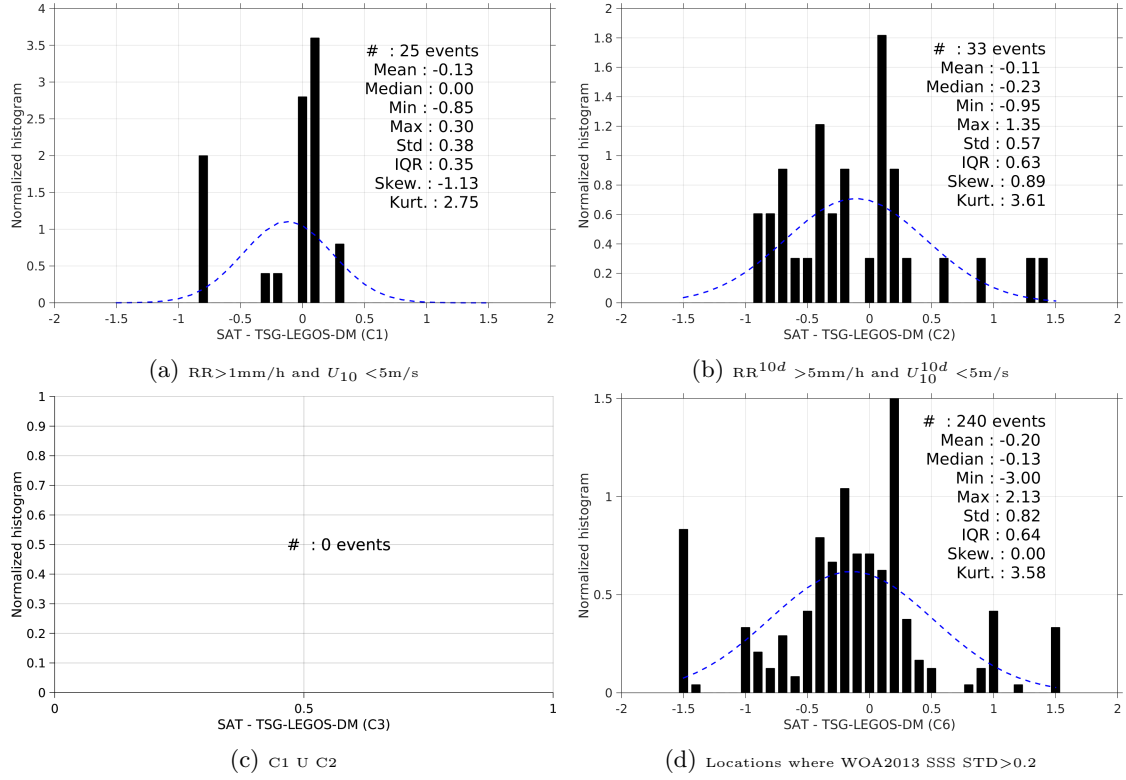 4
3.5
3
2.5
2
1.5
1
0.5
0
-2 -1.5 -1 -0.5 0 0.5 1 1.5 2
Normalized histogram
SAT - TSG-LEGOS-DM (C1)
# : 25 events
Mean : -0.13
Median : 0.00
Min : -0.85
Max : 0.30
Std : 0.38
IQR : 0.35
Skew. : -1.13
Kurt. : 2.75
(a) RR>1mm/h and U10 <5m/s
2
1.8
1.6
1.4
1.2
1
0.8
0.6
0.4
0.2
0
-2 -1.5 -1 -0.5 0 0.5 1 1.5 2
Normalized histogram
SAT - TSG-LEGOS-DM (C2)
# : 33 events
Mean : -0.11
Median : -0.23
Min : -0.95
Max : 1.35
Std : 0.57
IQR : 0.63
Skew. : 0.89
Kurt. : 3.61
(b) RR10d >5mm/h and U10d10 <5m/s
1
0.9
0.8
0.7
0.6
0.5
0.4
0.3
0.2
0.1
0
0 0.5 1
Normalized histogram
SAT - TSG-LEGOS-DM (C3)
# : 0 events
(c) C1 U C2
1.5
1
0.5
0
-2 -1.5 -1 -0.5 0 0.5 1 1.5 2
Normalized histogram
SAT - TSG-LEGOS-DM (C6)
# : 240 events
Mean : -0.20
Median : -0.13
Min : -3.00
Max : 2.13
Std : 0.82
IQR : 0.64
Skew. : 0.00
Kurt. : 3.58
(d) Locations where WOA2013 SSS STD>0.2